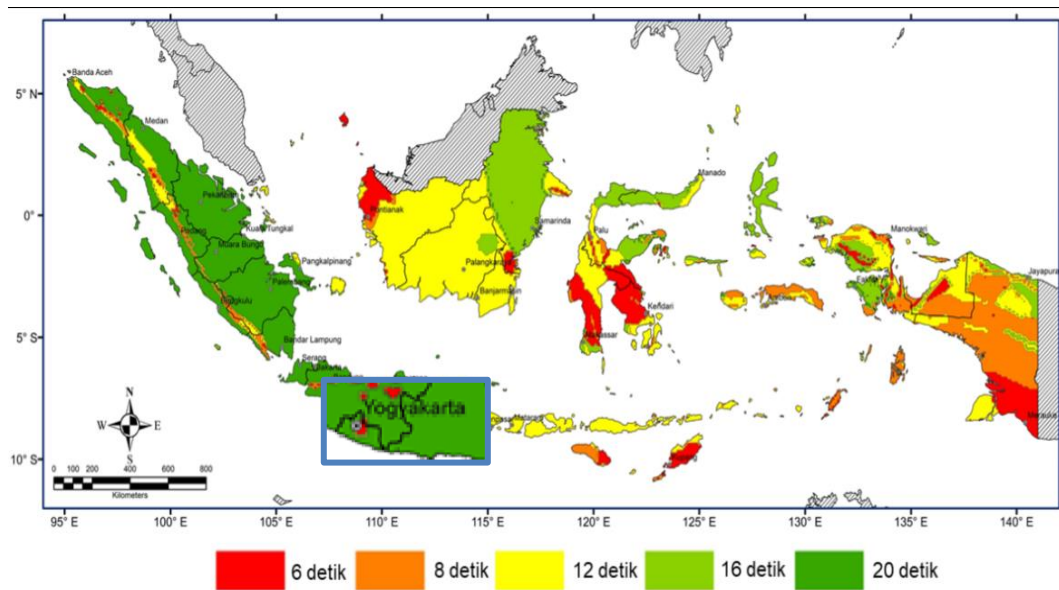 Banda Aceh
5° N
Medan
Manado
Pekanbaru
Pontianak
0°
Kuala Tungkal
Samarinda
Palu
Manokwari
Padang
Muara Bungo
Pangkalpinang
Palangkaraya
Jayapura
Palembang
Bengkulu
Banjarmasin
Kendari
Makassar
5° S
Bandar Lampung
Serang
Jakarta
Yogyakarta
Mataram
Merauke
N
W E
S
10° S
0 100 200 400 600 800
Kilometers
95° E 100° E 105° E 110° E 115° E 120° E 125° E 130° E 135° E 140° E
6 detik 8 detik 12 detik 16 detik 20 detik